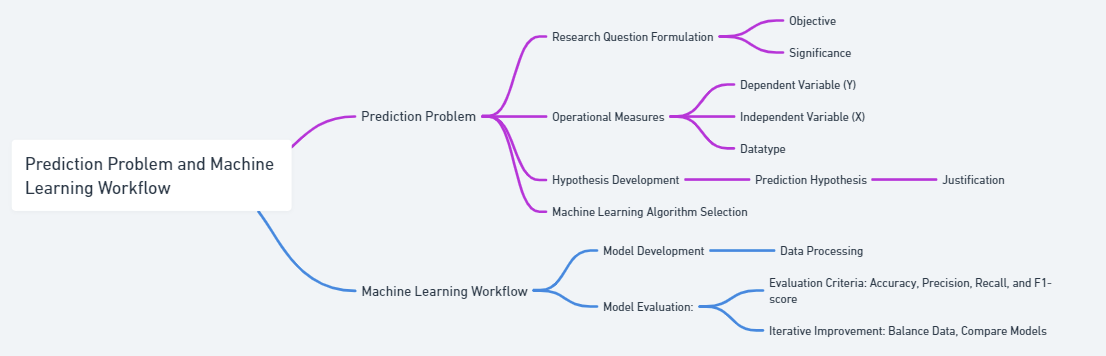 Prediction Problem and Machine
Learning Workflow
Prediction Problem
Research Question Formulation
Objective
Significance
Operational Measures
Dependent Variable (Y)
Independent Variable (X)
Datatype
Hypothesis Development
Prediction Hypothesis
Justification
Machine Learning Algorithm Selection
Machine Learning Workflow
Model Development
Data Processing
Model Evaluation:
Evaluation Criteria: Accuracy, Precision, Recall, and F1-
score
Iterative Improvement: Balance Data, Compare Models